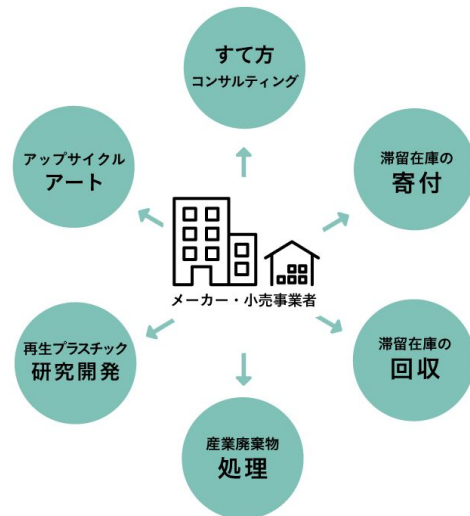 すて方
コンサルティング
アップサイクル
アート
滞留在庫の
寄付
メーカー・小売事業者
再生プラスチック
研究開発
滞留在庫の
回収
産業廃棄物
処理